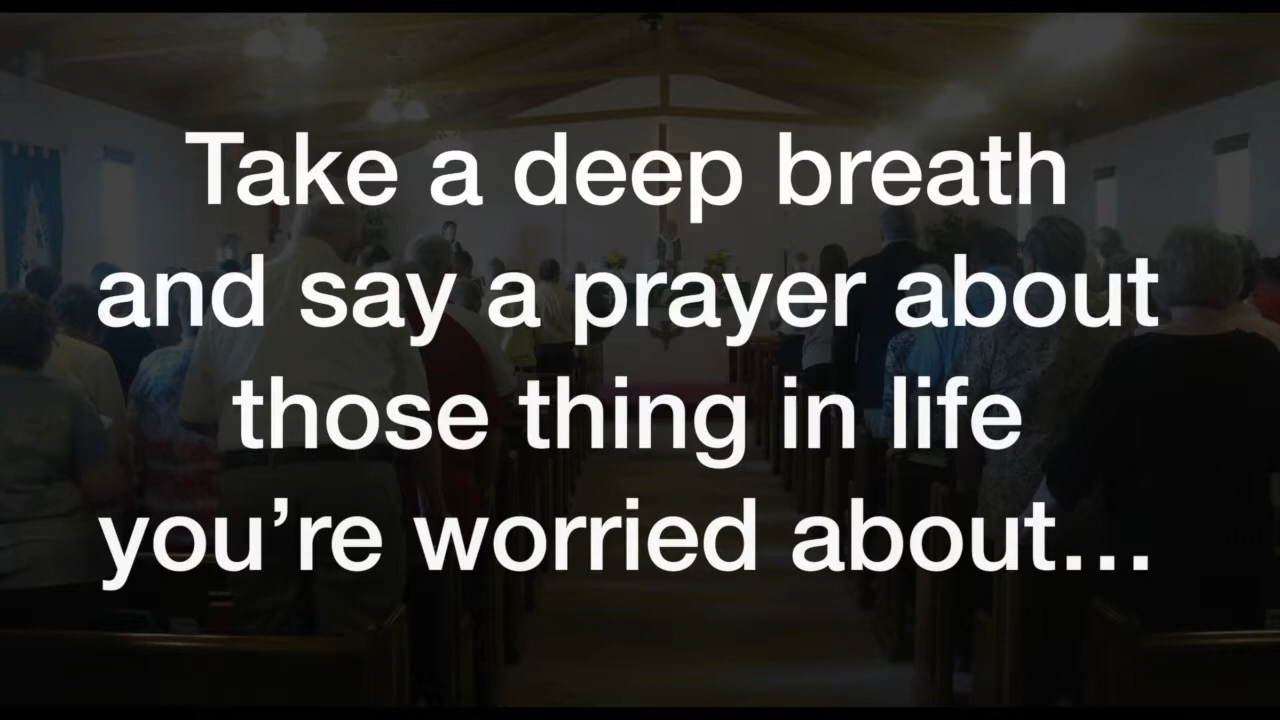 Take a deep breath
and say a prayer about
those thing in life
you’re worried about...